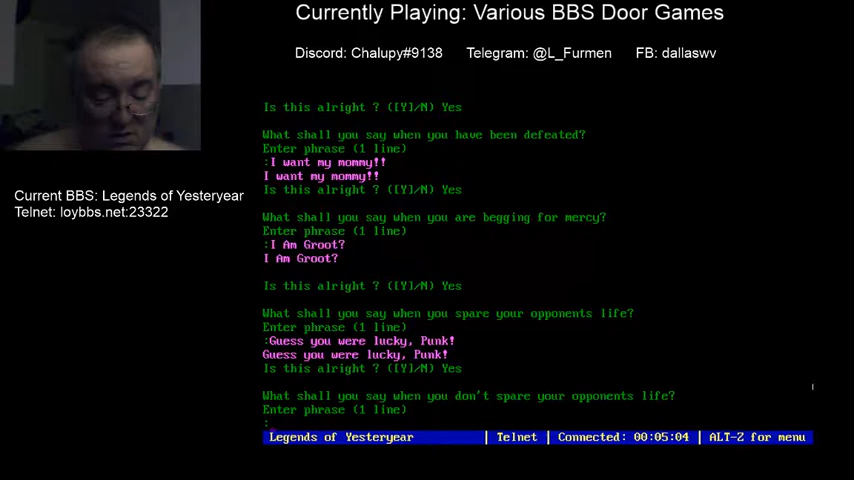 Currently Playing: Various BBS Door Games
Discord: Chalupy#9138 Telegram: @L_Furmen FB: dallaswv
Is this alright ? ([Y]/N) Yes
What shall you say when you have been defeated?
Enter phrase (1 line)
:I want my mommy!!
I want my mommy!!
Is this alright ? ([Y]/N) Yes
Current BBS: Legends of Yesteryear
Telnet: loybbs.net:23322
What shall you say when you are begging for mercy?
Enter phrase (1 line)
:I Am Groot?
I Am Groot?
Is this alright ? ([Y]/N) Yes
What shall you say when you spare your opponents life?
Enter phrase (1 line)
:Guess you were lucky, Punk!
Guess you were lucky, Punk!
Is this alright ? ([Y]/N) Yes
What shall you say when you don't spare your opponents life?
Enter phrase (1 line)
:
Legends of Yesteryear | Telnet | Connected: 00:05:04 | ALT-Z for menu